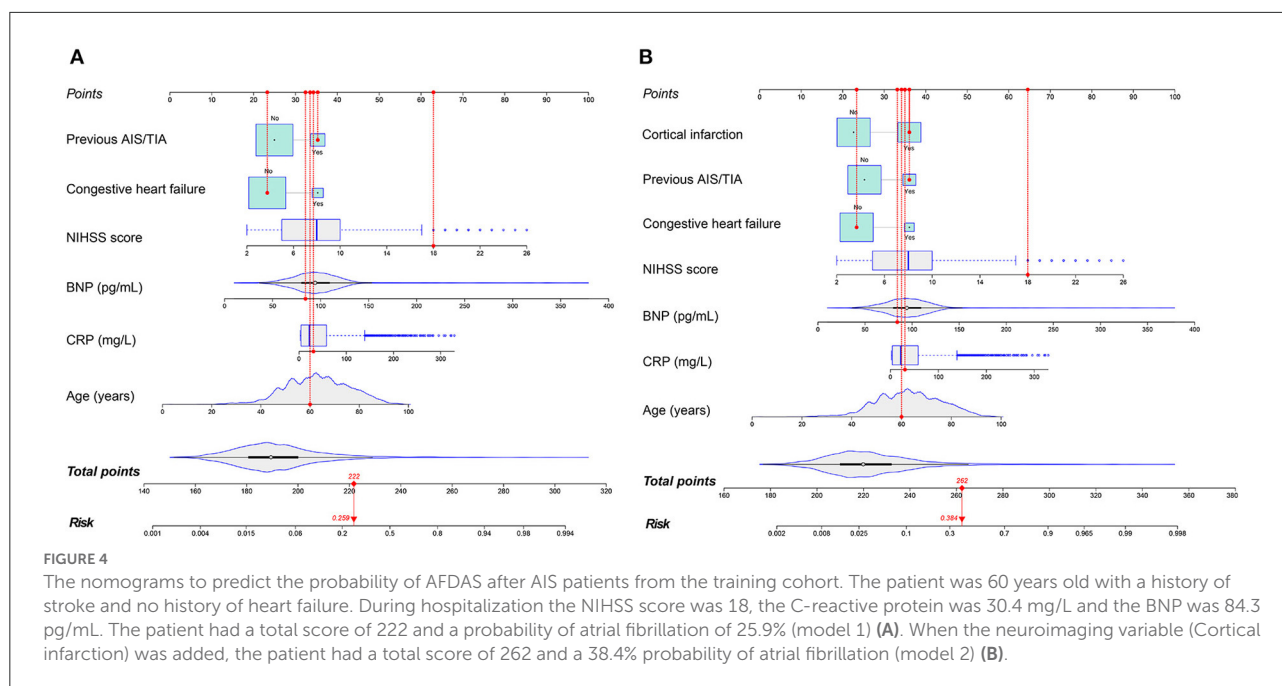 A
Points
0 10 20 30 40 50 60 70 80 90 100
No
Previous AIS/TIA
Yes
No
Congestive heart failure
Yes
NIHSS score
2 6 10 14 18 22 26
BNP (pg/mL)
0 50 100 150 200 250 300 350 400
CRP (mg/L)
0 100 200 300
Age (years)
0 20 40 60 80 100
Total points
222
140 160 180 200 220 240 260 280 300 320
0.259
Risk
0.001 0.004 0.015 0.06 0.2 0.5 0.8 0.94 0.98 0.994
B
Points
0 10 20 30 40 50 60 70 80 90 100
No
Cortical infarction
Yes
No
Previous AIS/TIA
Yes
No
Congestive heart failure
Yes
NIHSS score
2 6 10 14 18 22 26
BNP (pg/mL)
0 50 100 150 200 250 300 350 400
CRP (mg/L)
0 100 200 300
Age (years)
0 20 40 60 80 100
Total points
262
160 180 200 220 240 260 280 300 320 340 360 380
0.384
Risk
0.002 0.008 0.025 0.1 0.3 0.7 0.9 0.965 0.99 0.998
FIGURE 4
The nomograms to predict the probability of AFDAS after AIS patients from the training cohort. The patient was 60 years old with a history of
stroke and no history of heart failure. During hospitalization the NIHSS score was 18, the C-reactive protein was 30.4 mg/L and the BNP was 84.3
pg/mL. The patient had a total score of 222 and a probability of atrial fibrillation of 25.9% (model 1) (A). When the neuroimaging variable (Cortical
infarction) was added, the patient had a total score of 262 and a 38.4% probability of atrial fibrillation (model 2) (B).